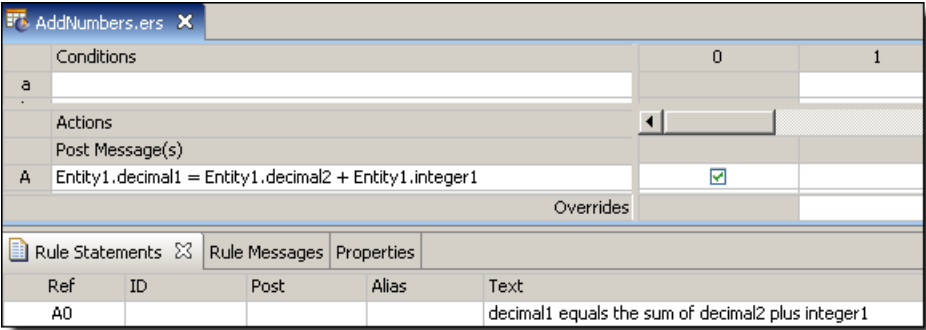 AddNumbers.ers
Conditions 0 1
a
Actions
Post Message(s)
A Entity1.decimal1 = Entity1.decimal2 + Entity1.integer1
Overrides
Rule Statements Rule Messages Properties
Ref ID Post Alias Text
A0 decimal1 equals the sum of decimal2 plus integer1